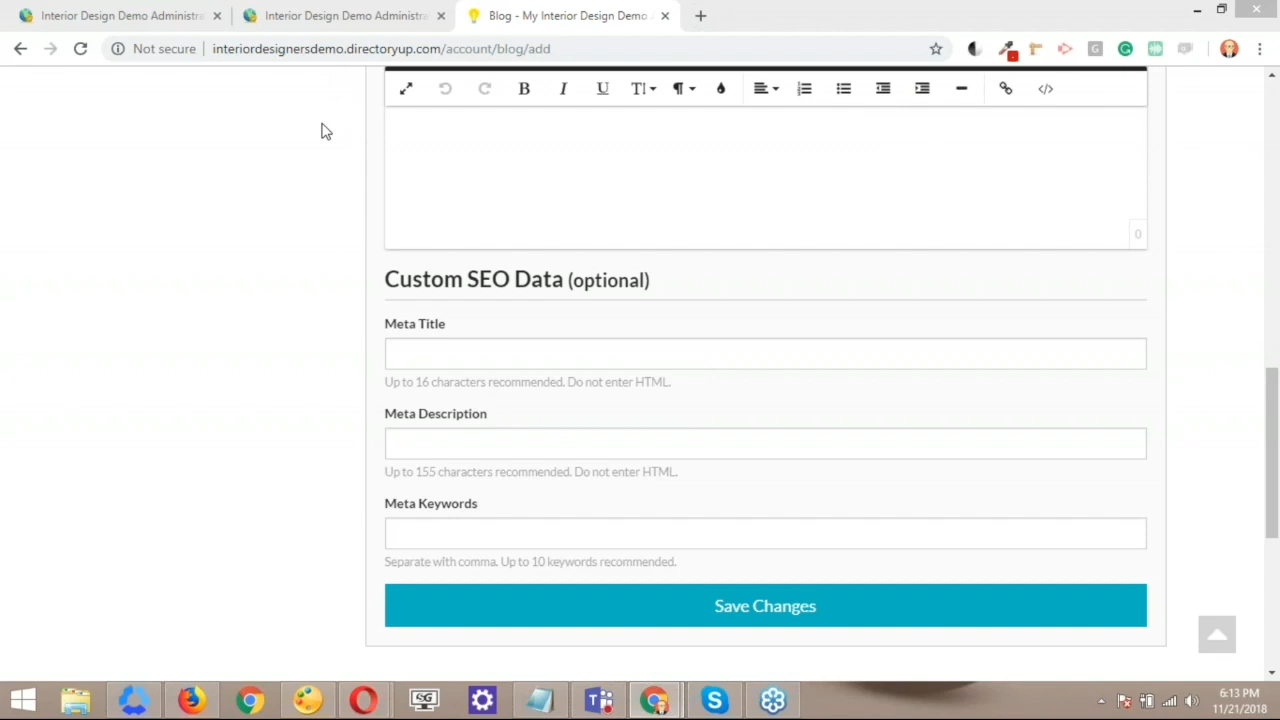 Interior Design Demo Administra
Interior Design Demo Administra
Blog - My Interior Design Demo
Not secure
interiordesignersdemo.directoryup.com/account/blog/add
B I U T
0
Custom SEO Data (optional)
Meta Title
Up to 16 characters recommended. Do not enter HTML.
Meta Description
Up to 155 characters recommended. Do not enter HTML.
Meta Keywords
Separate with comma. Up to 10 keywords recommended.
Save Changes
SG
6:13 PM
11/21/2018